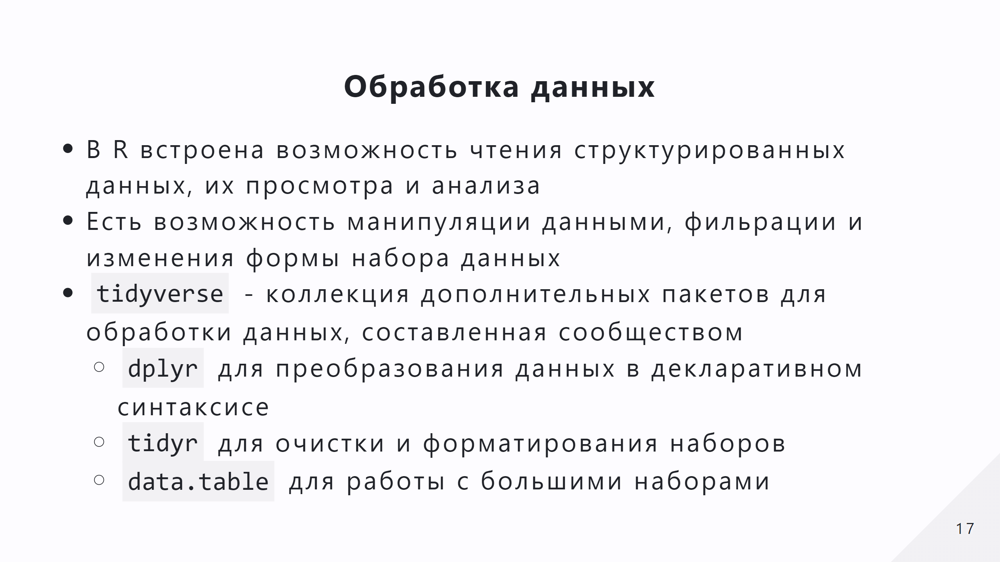 Обработка данных
• В R встроена возможность чтения структурированных
данных, их просмотра и анализа
• Есть возможность манипуляции данными, фильрации и
изменения формы набора данных
• tidyverse - коллекция дополнительных пакетов для
обработки данных, составленная сообществом
○ dplyr для преобразования данных в декларативном
синтаксисе
○ tidyr для очистки и форматирования наборов
○ data.table для работы с большими наборами
17